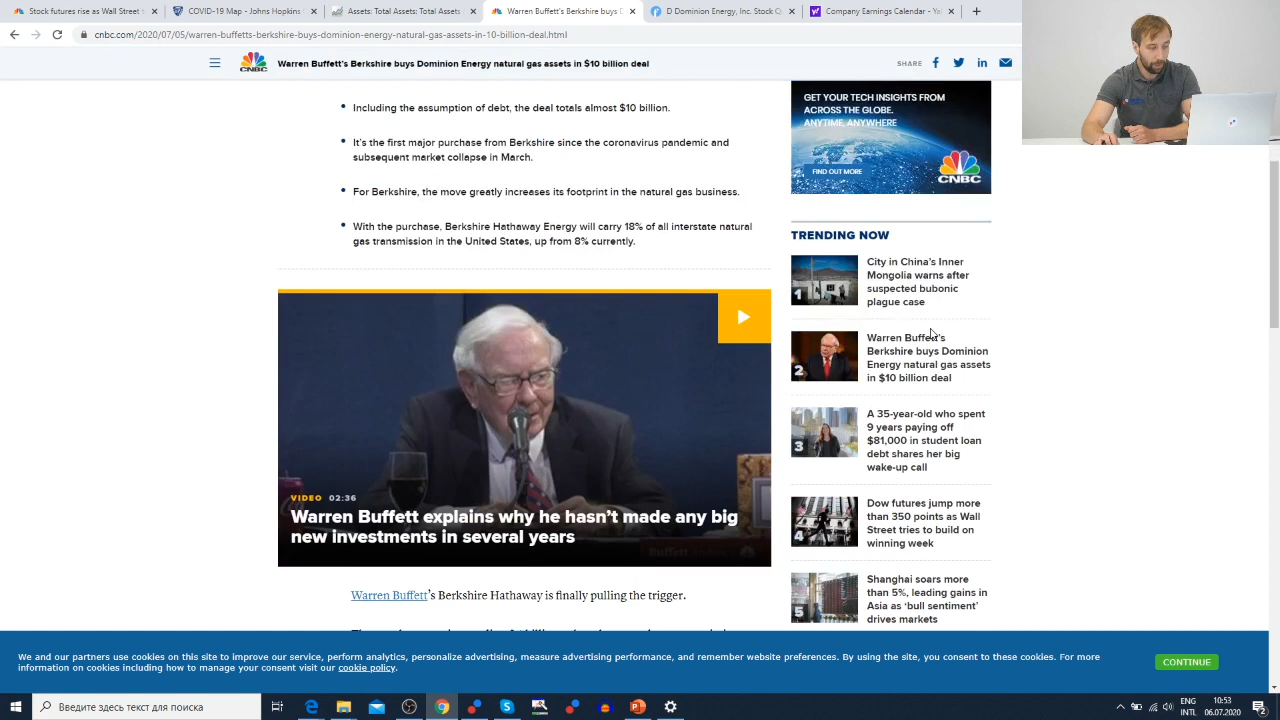 Stock futures rise as Wall Street
COVID-19 Map - Johns Hopkins
Assets: Total Assets: Total Assets
Warren Buffett's Berkshire buys
D Dominion Energy, Inc. Stock Q
Company Earnings Calendar - Ya
cnbc.com/2020/07/05/warren-buffetts-berkshire-buys-dominion-energy-natural-gas-assets-in-10-billion-deal.html
CNBC
Warren Buffett's Berkshire buys Dominion Energy natural gas assets in $10 billion deal
SHARE
Including the assumption of debt, the deal totals almost $10 billion.
It's the first major purchase from Berkshire since the coronavirus pandemic and
subsequent market collapse in March.
For Berkshire, the move greatly increases its footprint in the natural gas business.
With the purchase, Berkshire Hathaway Energy will carry 18% of all interstate natural
gas transmission in the United States, up from 8% currently.
VIDEO 02:36
Warren Buffett explains why he hasn't made any big
new investments in several years
Warren Buffett's Berkshire Hathaway is finally pulling the trigger.
GET YOUR TECH INSIGHTS FROM
ACROSS THE GLOBE.
ANYTIME, ANYWHERE
FIND OUT MORE
CNBC
TRENDING NOW
1
City in China's Inner
Mongolia warns after
suspected bubonic
plague case
2
Warren Buffett's
Berkshire buys Dominion
Energy natural gas assets
in $10 billion deal
3
A 35-year-old who spent
9 years paying off
$81,000 in student loan
debt shares her big
wake-up call
4
Dow futures jump more
than 350 points as Wall
Street tries to build on
winning week
5
Shanghai soars more
than 5%, leading gains in
Asia as 'bull sentiment'
drives markets
We and our partners use cookies on this site to improve our service, perform analytics, personalize advertising, measure advertising performance, and remember website preferences. By using the site, you consent to these cookies. For more
information on cookies including how to manage your consent visit our cookie policy.
CONTINUE
Введите здесь текст для поиска
ENG
INTL
10:53
06.07.2020
2